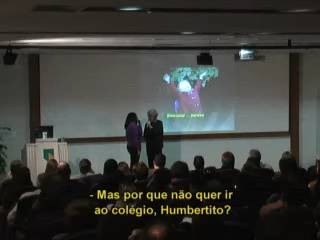 - Mas por que não quer ir
ao colégio, Humbertito?